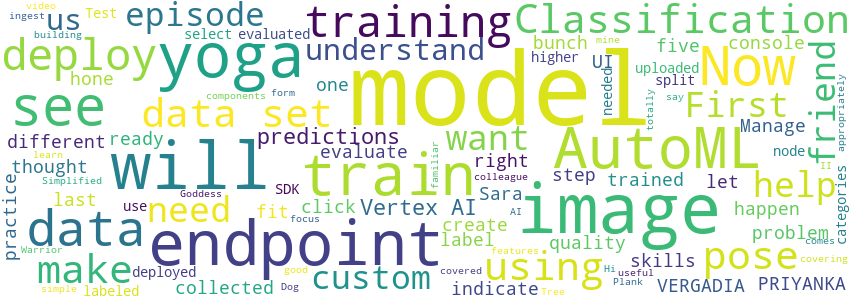 video
ingest
us
Test
episode
training
Classification
building
select
evaluated
understand
bunch
five
console
deploy
yoga
hone
one
model
higher
mine
UI
uploaded
Now
friend
split
see
components
form
data set
needed
totally
say
First
appropriately
different
ready
predictions
want
AutoML
Manage
thought
learn
Simplified
will
evaluate
familiar
right
node
colleague
SDK
train
step
trained
let
help
II
practice
last
use
Goddess
need
fit
click
Vertex AI
Sara
image
happen
categories
data
focus
create
label
AI
quality
problem
comes
make
Warrior
endpoint
using
features
pose
covering
deployed
custom
good
covered
Hi
skills
useful
simple
labeled
collected
Dog
indicate
Tree
Plank
VERGADIA
PRIYANKA